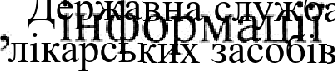 Державна служба
інформації
лікарських засобів